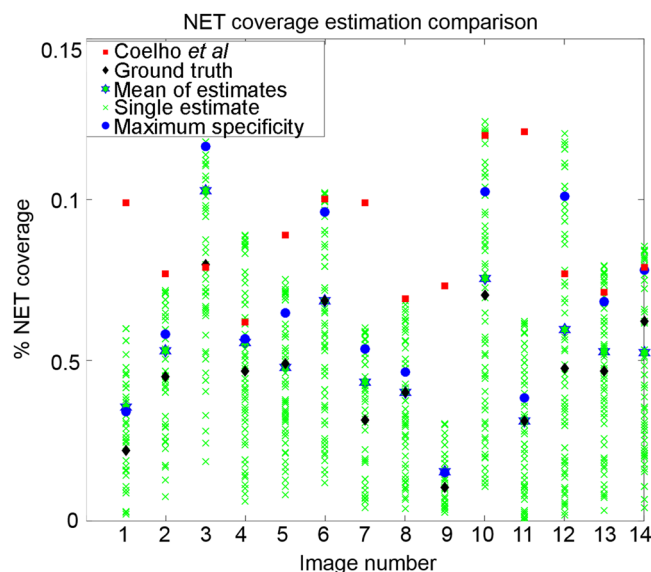 NET coverage estimation comparison
0.15
Coelho et al
Ground truth
Mean of estimates
Single estimate
Maximum specificity
0.1
% NET coverage
0.5
0
1 2 3 4 5 6 7 8 9 10 11 12 13 14
Image number